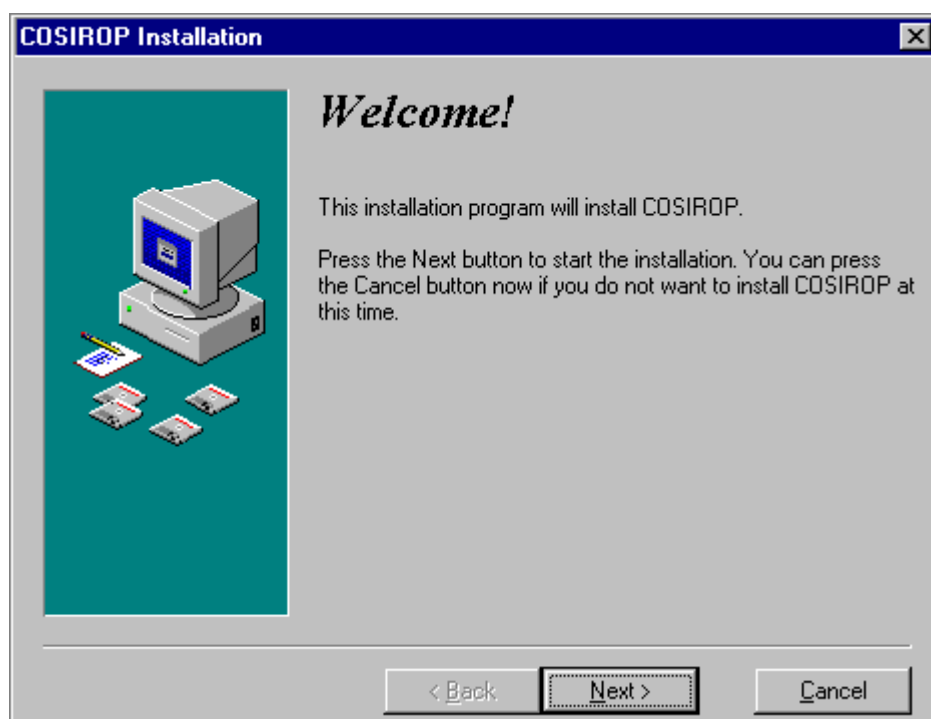 COSIROP Installation
Welcome!
This installation program will install COSIROP.
Press the Next button to start the installation. You can press
the Cancel button now if you do not want to install COSIROP at
this time.
< Back
Next >
Cancel